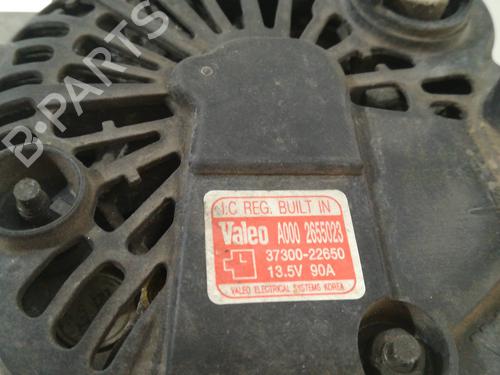 B-PARTS
I.C REG. BUILT IN
Valeo A000 2655023
37300-22650
13.5V 90A
VALEO ELECTRICAL SYSTEMS KOREA